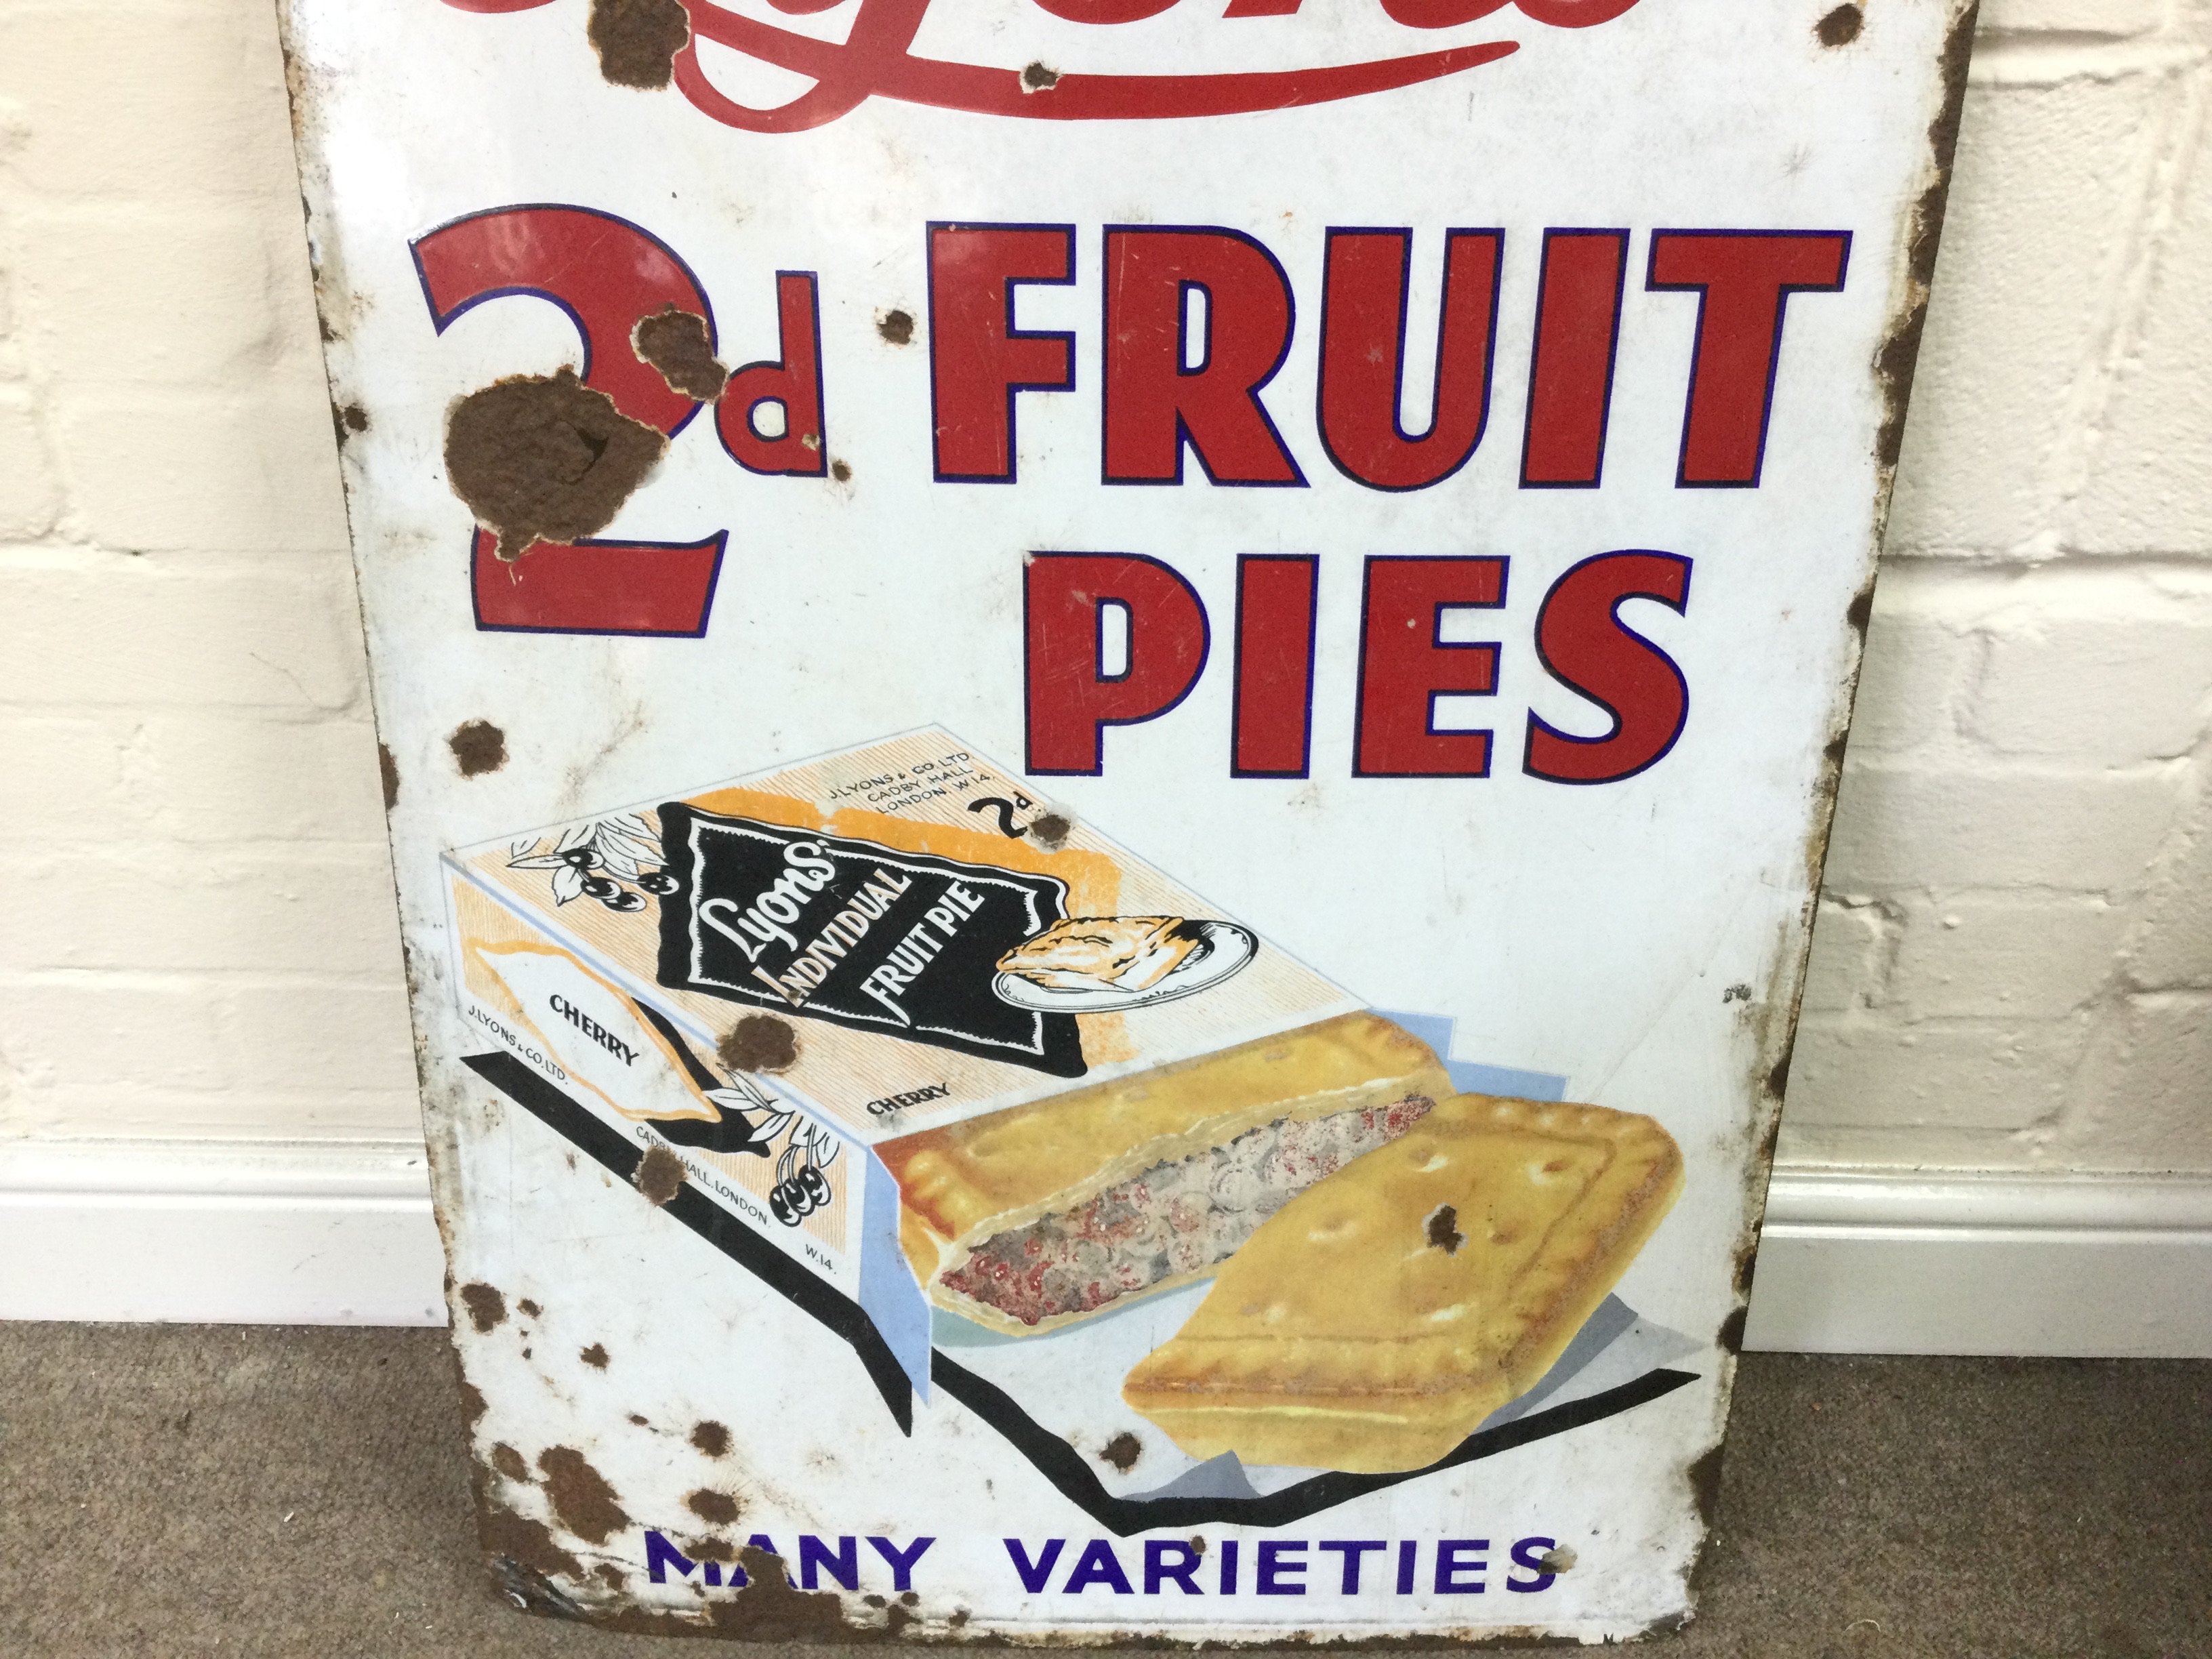 Lyons
2d FRUIT
PIES
J. LYONS & CO. LTD
CADBY HALL
LONDON. W 14.
2d
Lyons'
INDIVIDUAL
FRUIT PIE
CHERRY
CHERRY
J. LYONS & CO. LTD. CADBY HALL. LONDON. W. 14.
MANY VARIETIES